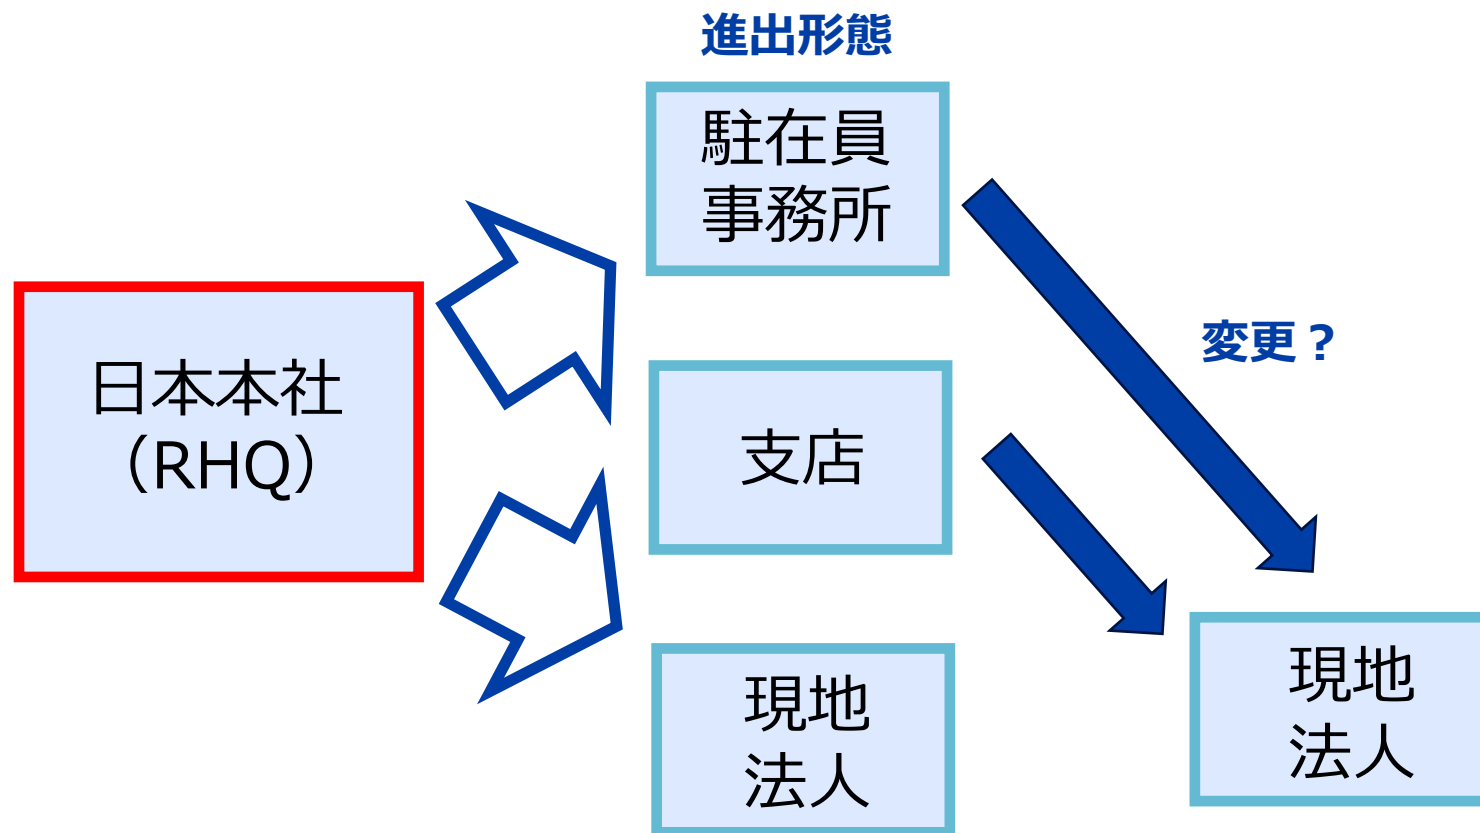 進出形態
駐在員
事務所
日本本社
（RHQ）
支店
変更？
現地
法人
現地
法人